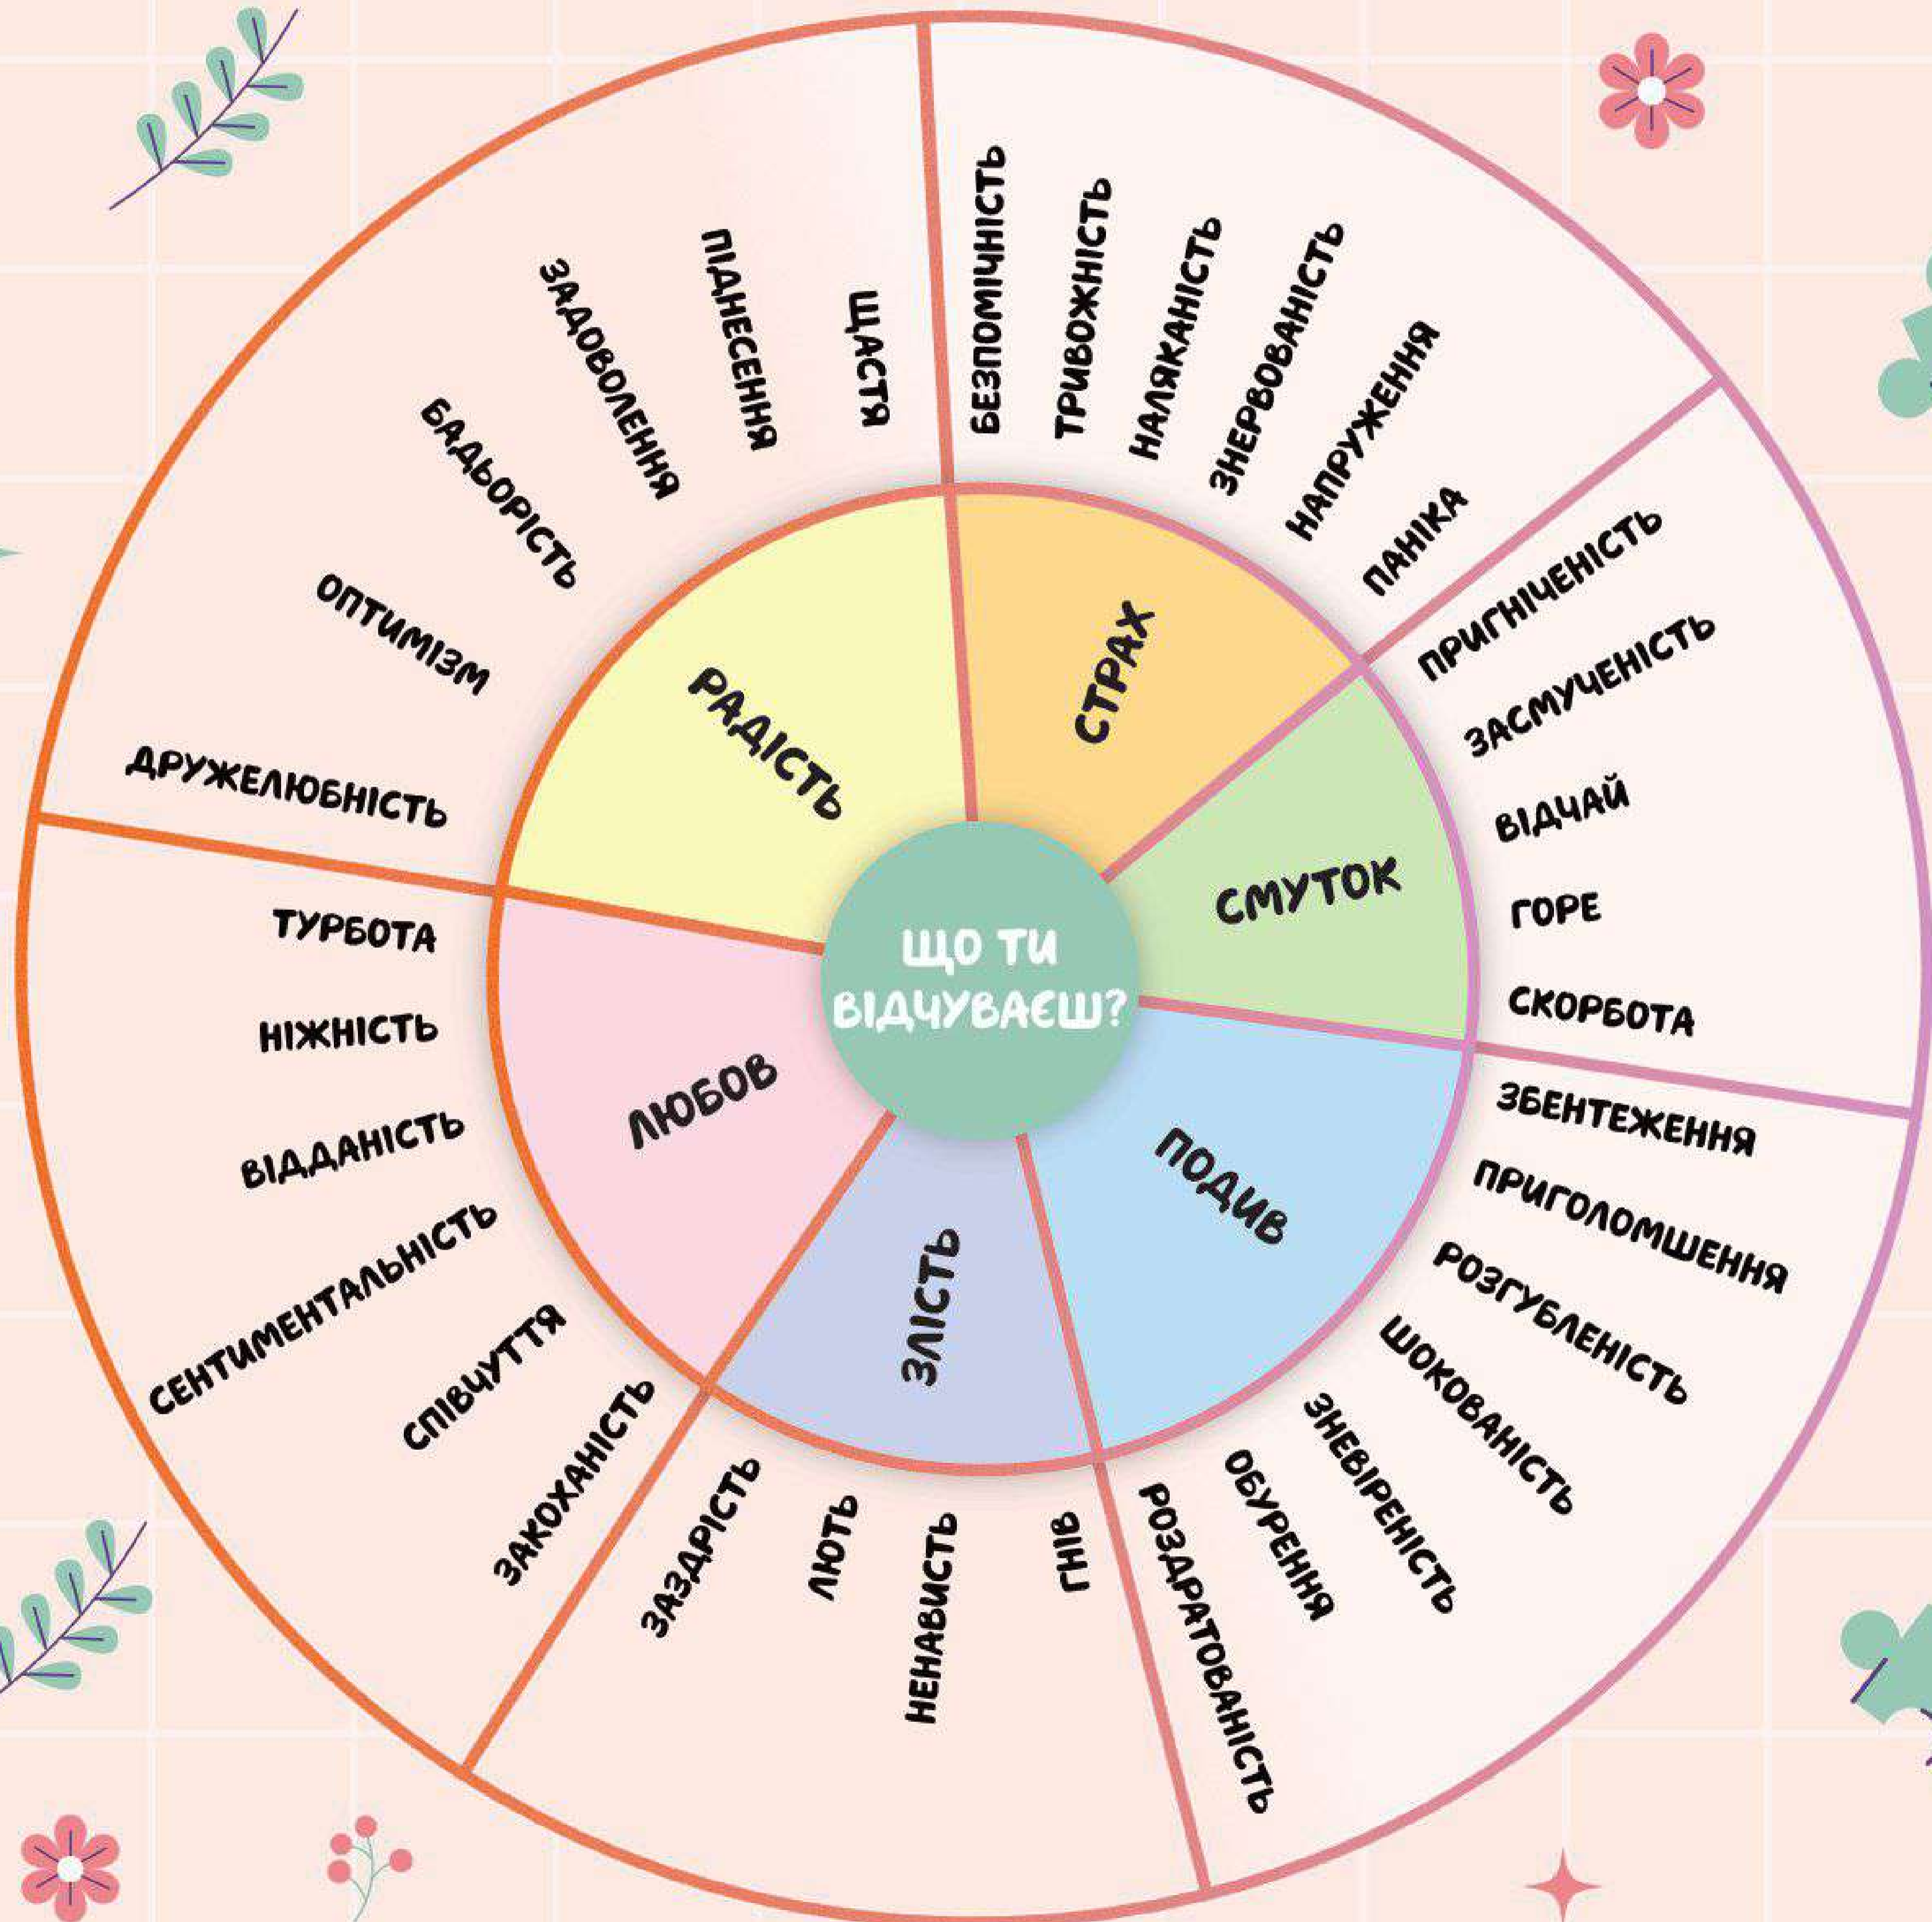 ЩО ТИ
ВІДЧУВАЄШ?
СТРАХ
БЕЗПОМІЧНІСТЬ
ТРИВОЖНІСТЬ
НАЛЯКАНІСТЬ
ЗНЕРВОВАНІСТЬ
НАПРУЖЕННЯ
ПАНІКА
СМУТОК
ПРИГНІЧЕНІСТЬ
ЗАСМУЧЕНІСТЬ
ВІДЧАЙ
ГОРЕ
СКОРБОТА
ПОДИВ
ЗБЕНТЕЖЕННЯ
ПРИГОЛОМШЕННЯ
РОЗГУБЛЕНІСТЬ
ШОКОВАНІСТЬ
ЗНЕВІРЕНІСТЬ
ОБУРЕННЯ
РОЗДРАТОВАНІСТЬ
ЗЛІСТЬ
ГНІВ
НЕНАВИСТЬ
ЛЮТЬ
ЗАЗДРІСТЬ
ЛЮБОВ
ЗАКОХАНІСТЬ
СПІВЧУТТЯ
СЕНТИМЕНТАЛЬНІСТЬ
ВІДДАНІСТЬ
НІЖНІСТЬ
ТУРБОТА
РАДІСТЬ
ДРУЖЕЛЮБНІСТЬ
ОПТИМІЗМ
БАДЬОРІСТЬ
ЗАДОВОЛЕННЯ
ПІДНЕСЕННЯ
ЩАСТЯ